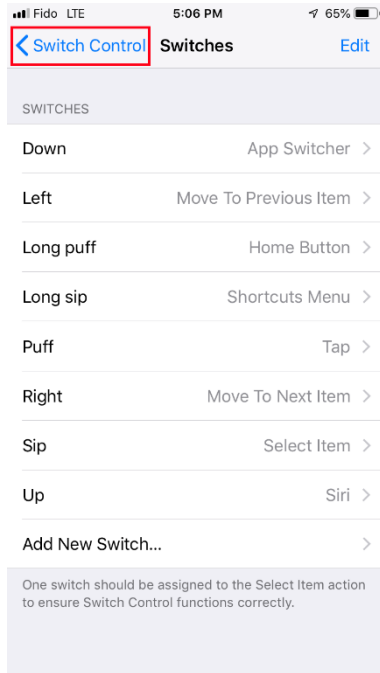 Fido LTE 5:06 PM 65%
Switch Control Switches Edit
SWITCHES
Down App Switcher
Left Move To Previous Item
Long puff Home Button
Long sip Shortcuts Menu
Puff Tap
Right Move To Next Item
Sip Select Item
Up Siri
Add New Switch...
One switch should be assigned to the Select Item action
to ensure Switch Control functions correctly.